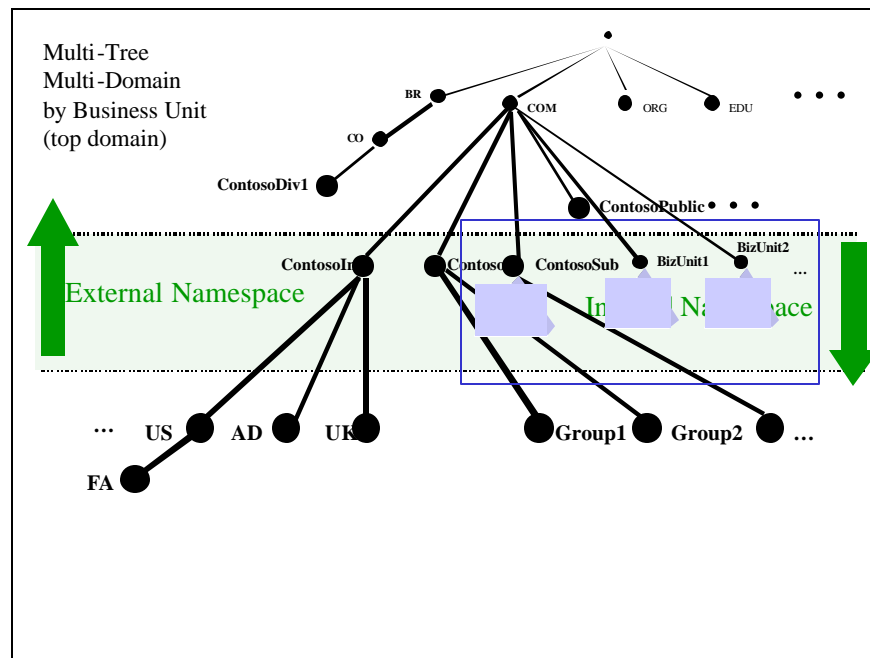 Multi-Tree
Multi-Domain
by Business Unit
(top domain)
BR
COM
ORG
EDU
CO
ContosoDiv1
ContosoPublic
ContosoSub
BizUnit1
BizUnit2
...
External Namespace
... US AD UK Group1 Group2 ...
FA